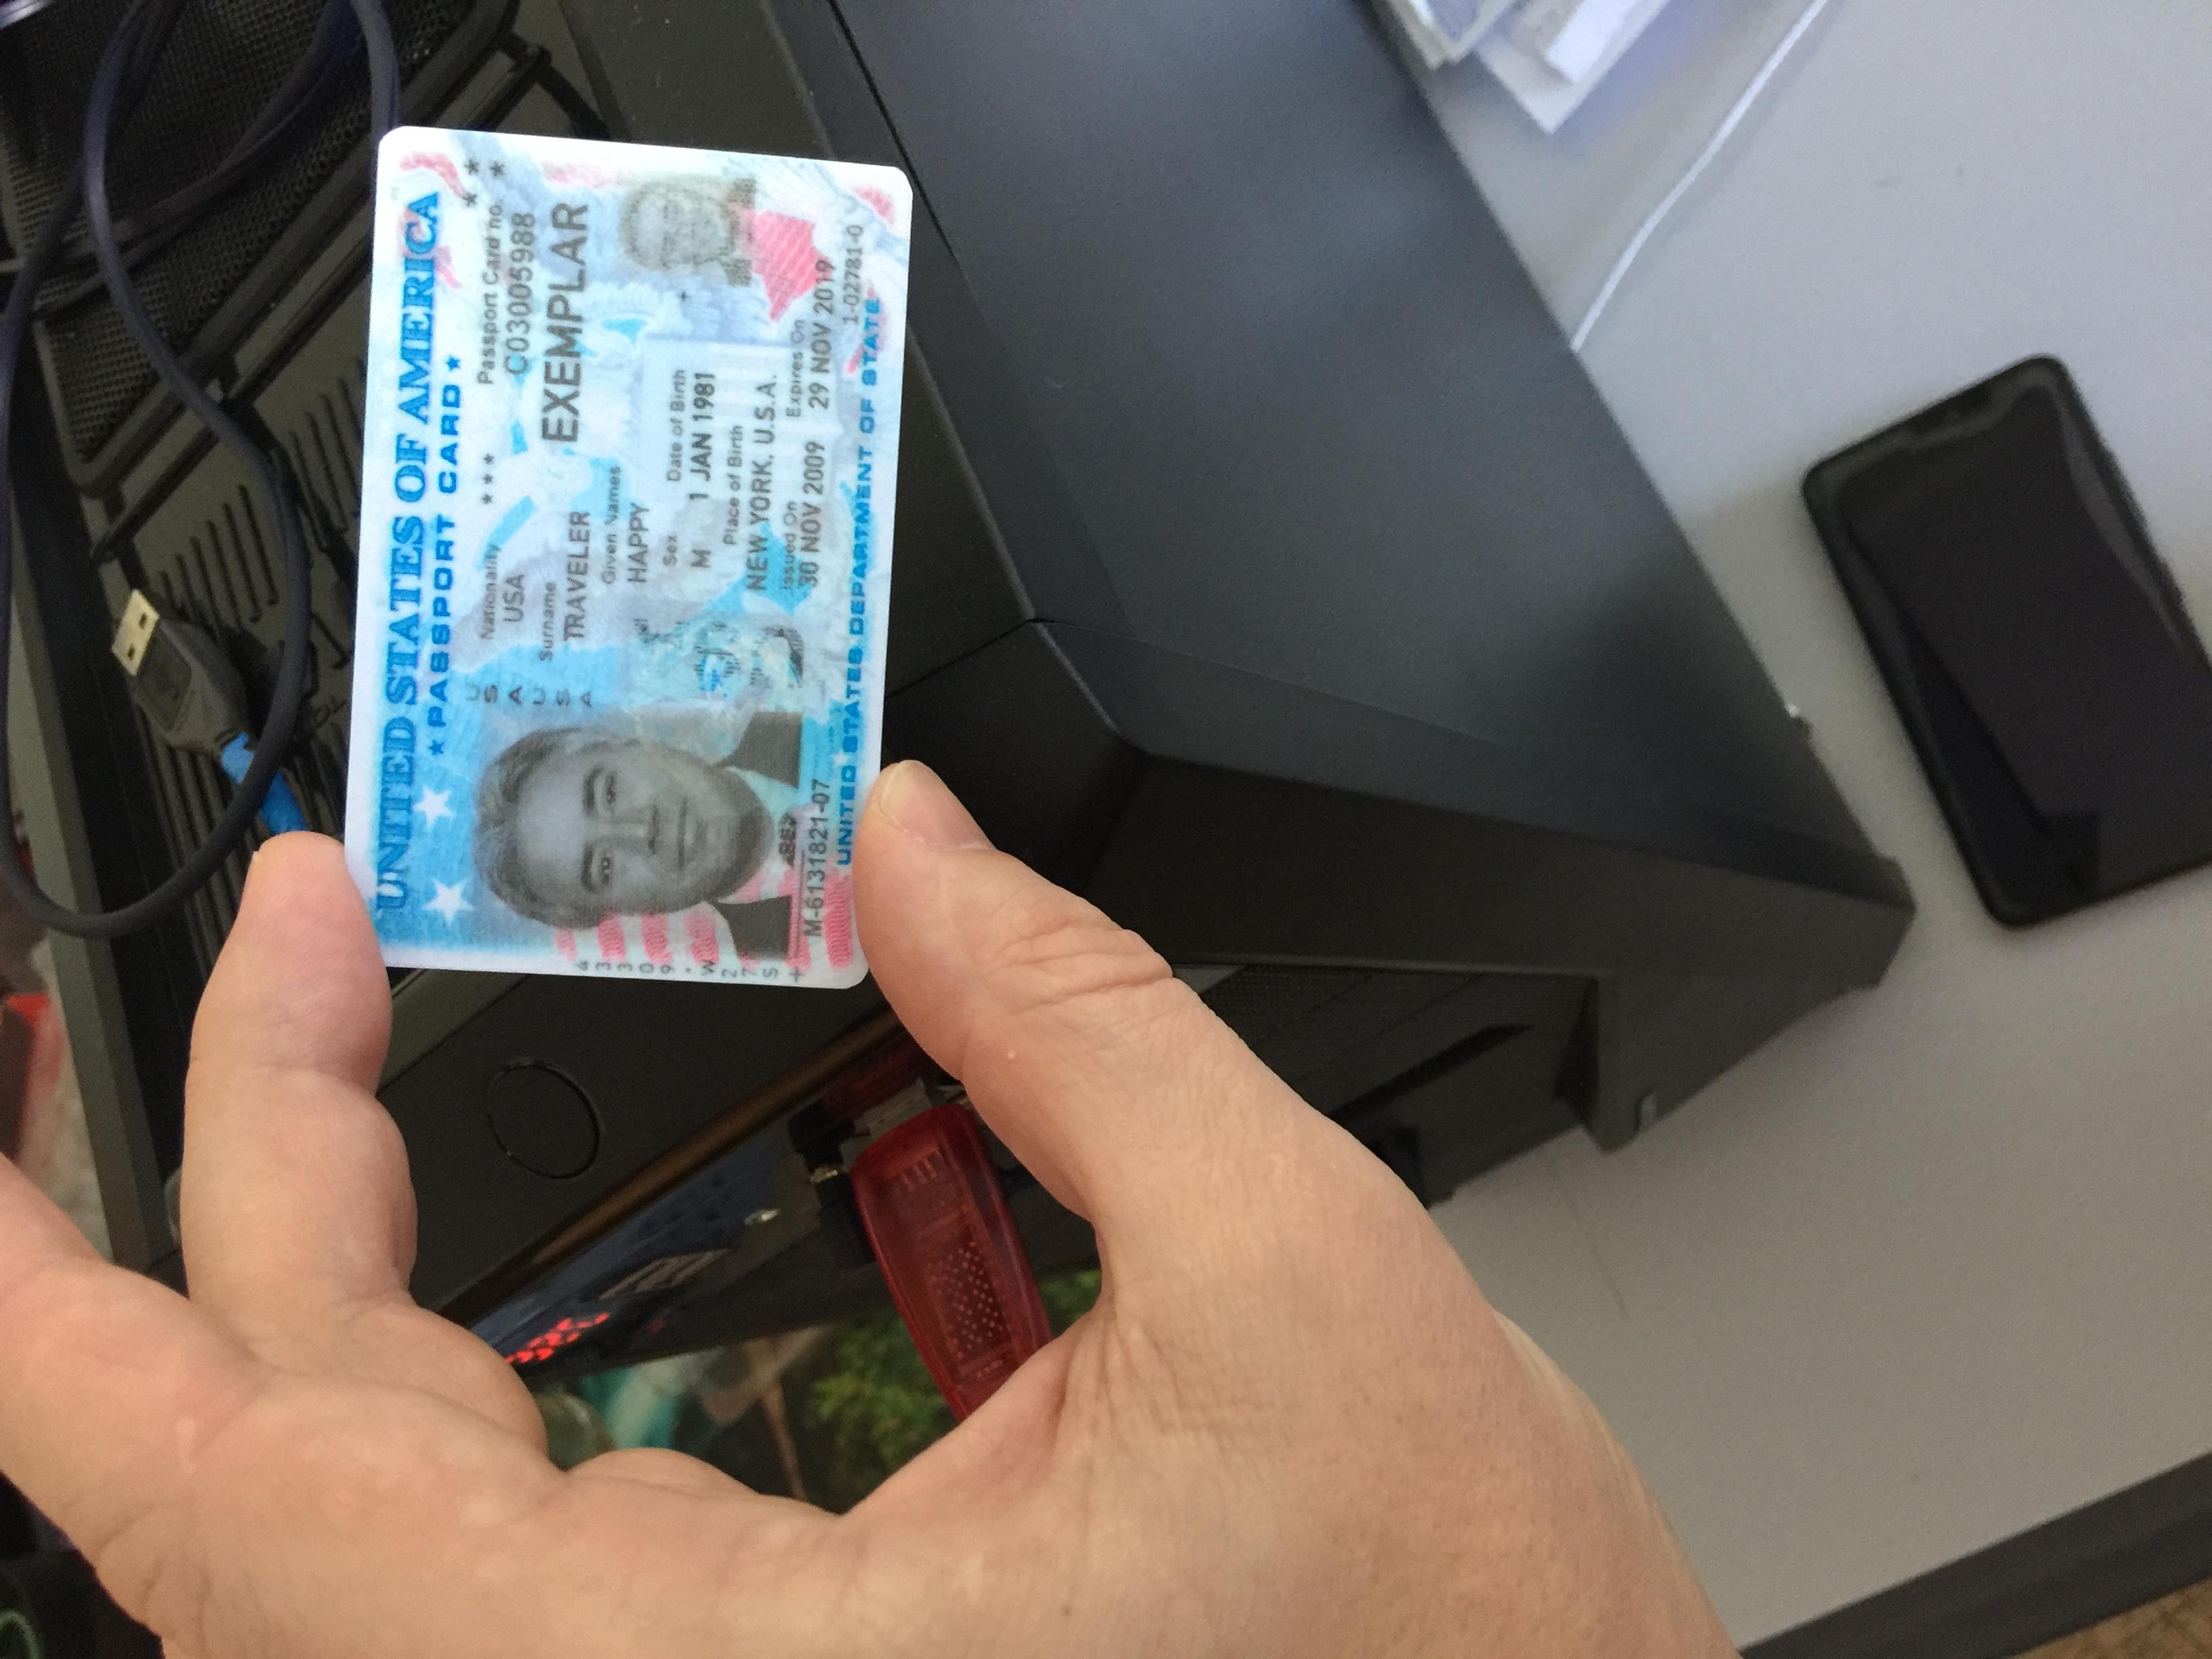 UNITED STATES OF AMERICA
★ PASSPORT CARD ★
USAUSA
Nationality * * * Passport Card no.
USA C03005988
Surname EXEMPLAR
TRAVELER
Given Names
HAPPY
Sex Date of Birth
M 1 JAN 1981
Place of Birth
NEW YORK, U.S.A.
Issued On Expires On
30 NOV 2009 29 NOV 2019
M-6131821-07
1-02781-0
UNITED STATES DEPARTMENT OF STATE